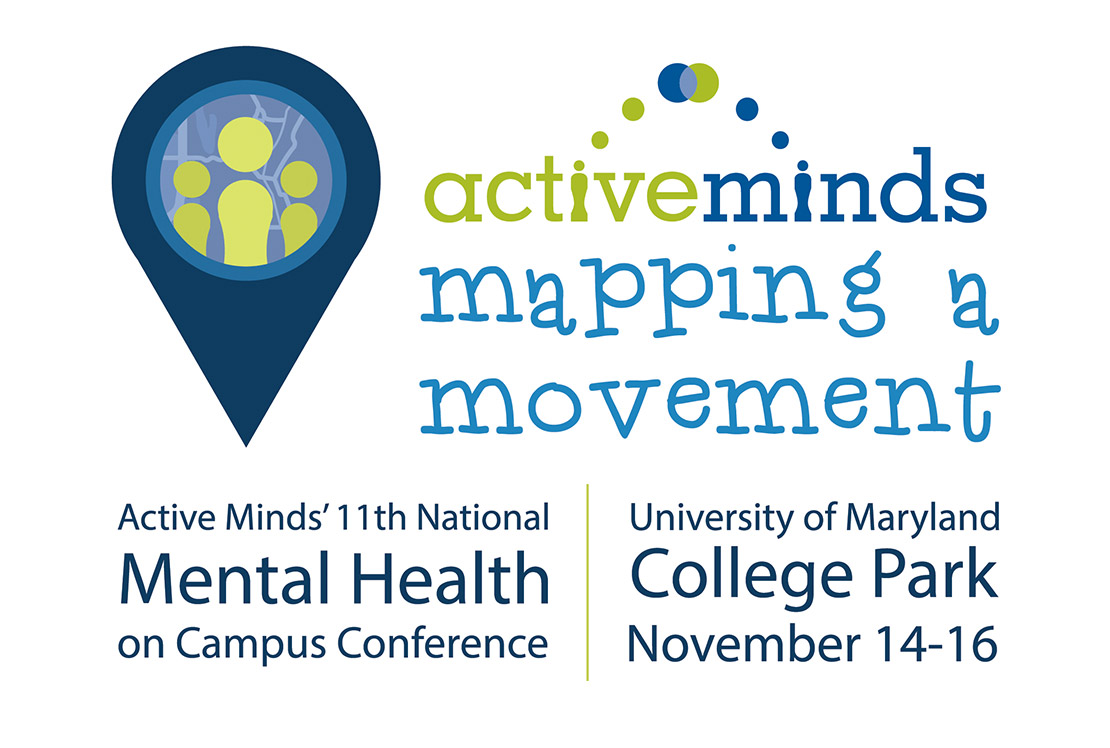 activeminds
mapping a
movement
Active Minds’ 11th National
Mental Health
on Campus Conference
University of Maryland
College Park
November 14-16